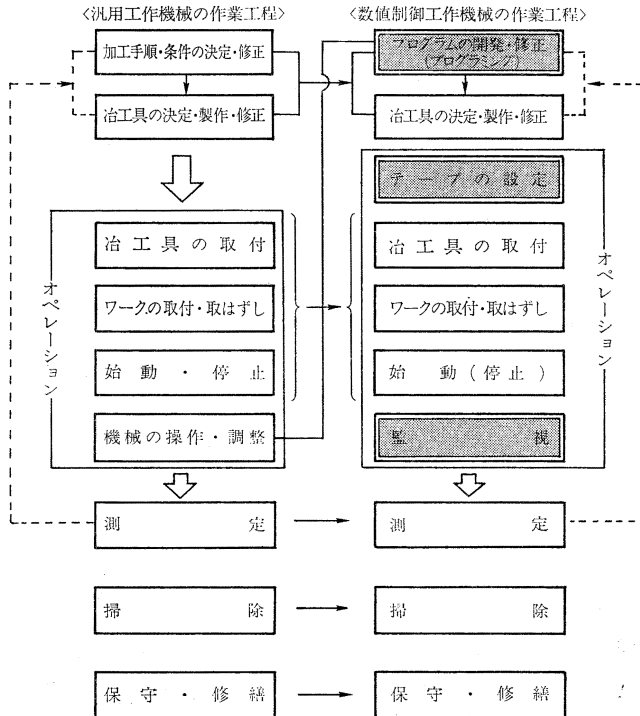 〈汎用工作機械の作業工程〉
加工手順・条件の決定・修正
冶工具の決定・製作・修正
オペレーション
冶工具の取付
ワークの取付・取はずし
始動・停止
機械の操作・調整
測定
掃除
保守・修繕
〈数値制御工作機械の作業工程〉
プログラムの開発・修正
(プログラミング)
冶工具の決定・製作・修正
テープの設定
冶工具の取付
ワークの取付・取はずし
始動(停止)
監視
オペレーション
測定
掃除
保守・修繕